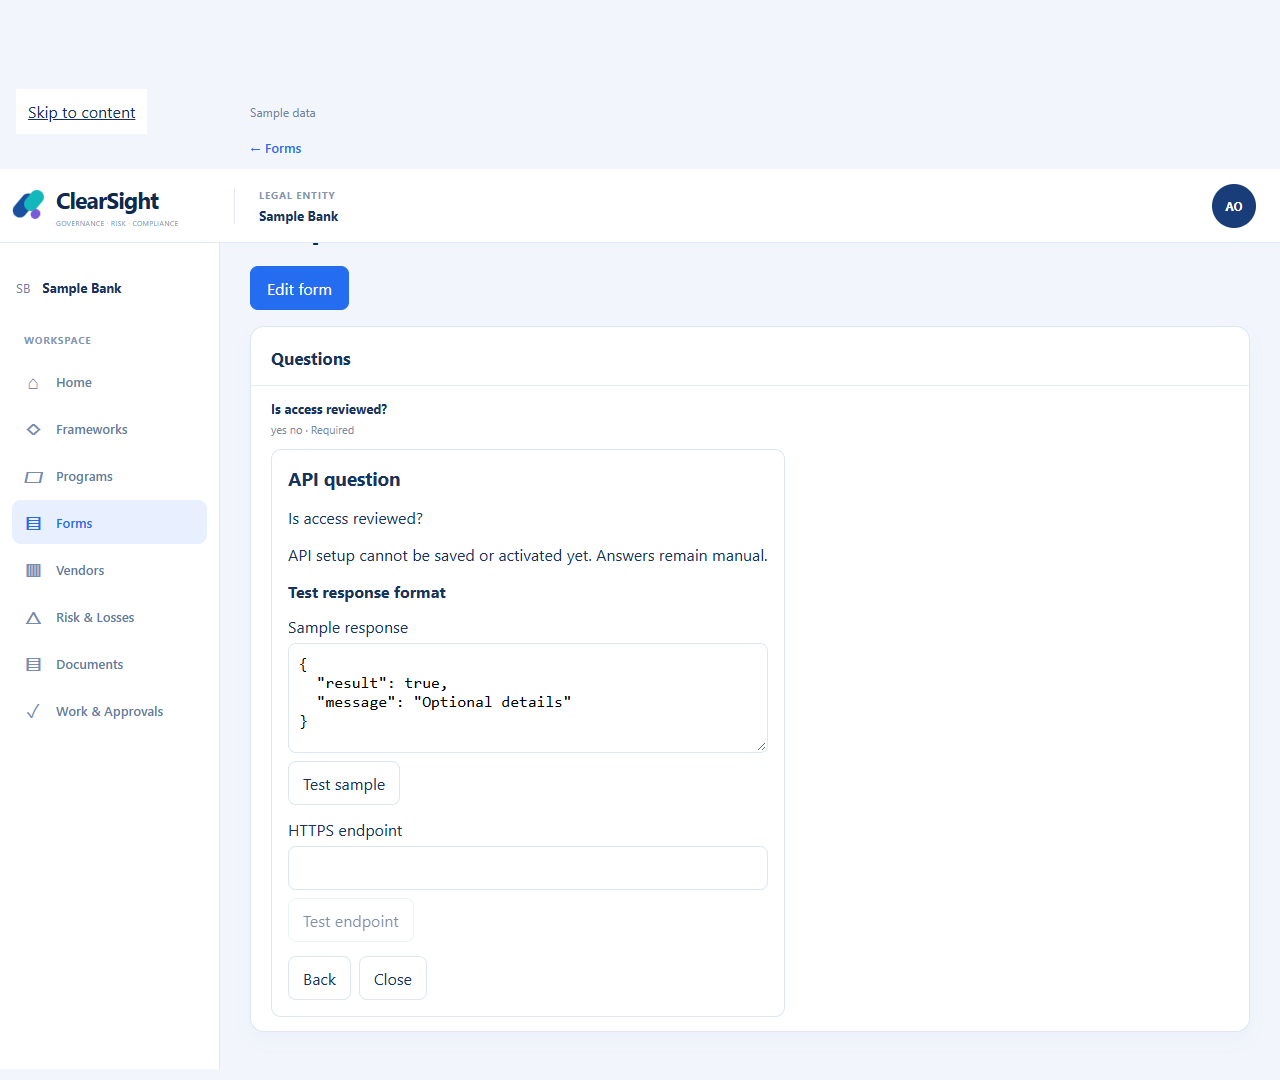 Skip to content
Sample data
← Forms
ClearSight
GOVERNANCE · RISK · COMPLIANCE
LEGAL ENTITY
Sample Bank
AO
SB Sample Bank
WORKSPACE
Home
Frameworks
Programs
Forms
Vendors
Risk & Losses
Documents
Work & Approvals
Edit form
Questions
Is access reviewed?
yes no · Required
API question
Is access reviewed?
API setup cannot be saved or activated yet. Answers remain manual.
Test response format
Sample response
{
  "result": true,
  "message": "Optional details"
}
Test sample
HTTPS endpoint
Test endpoint
Back
Close